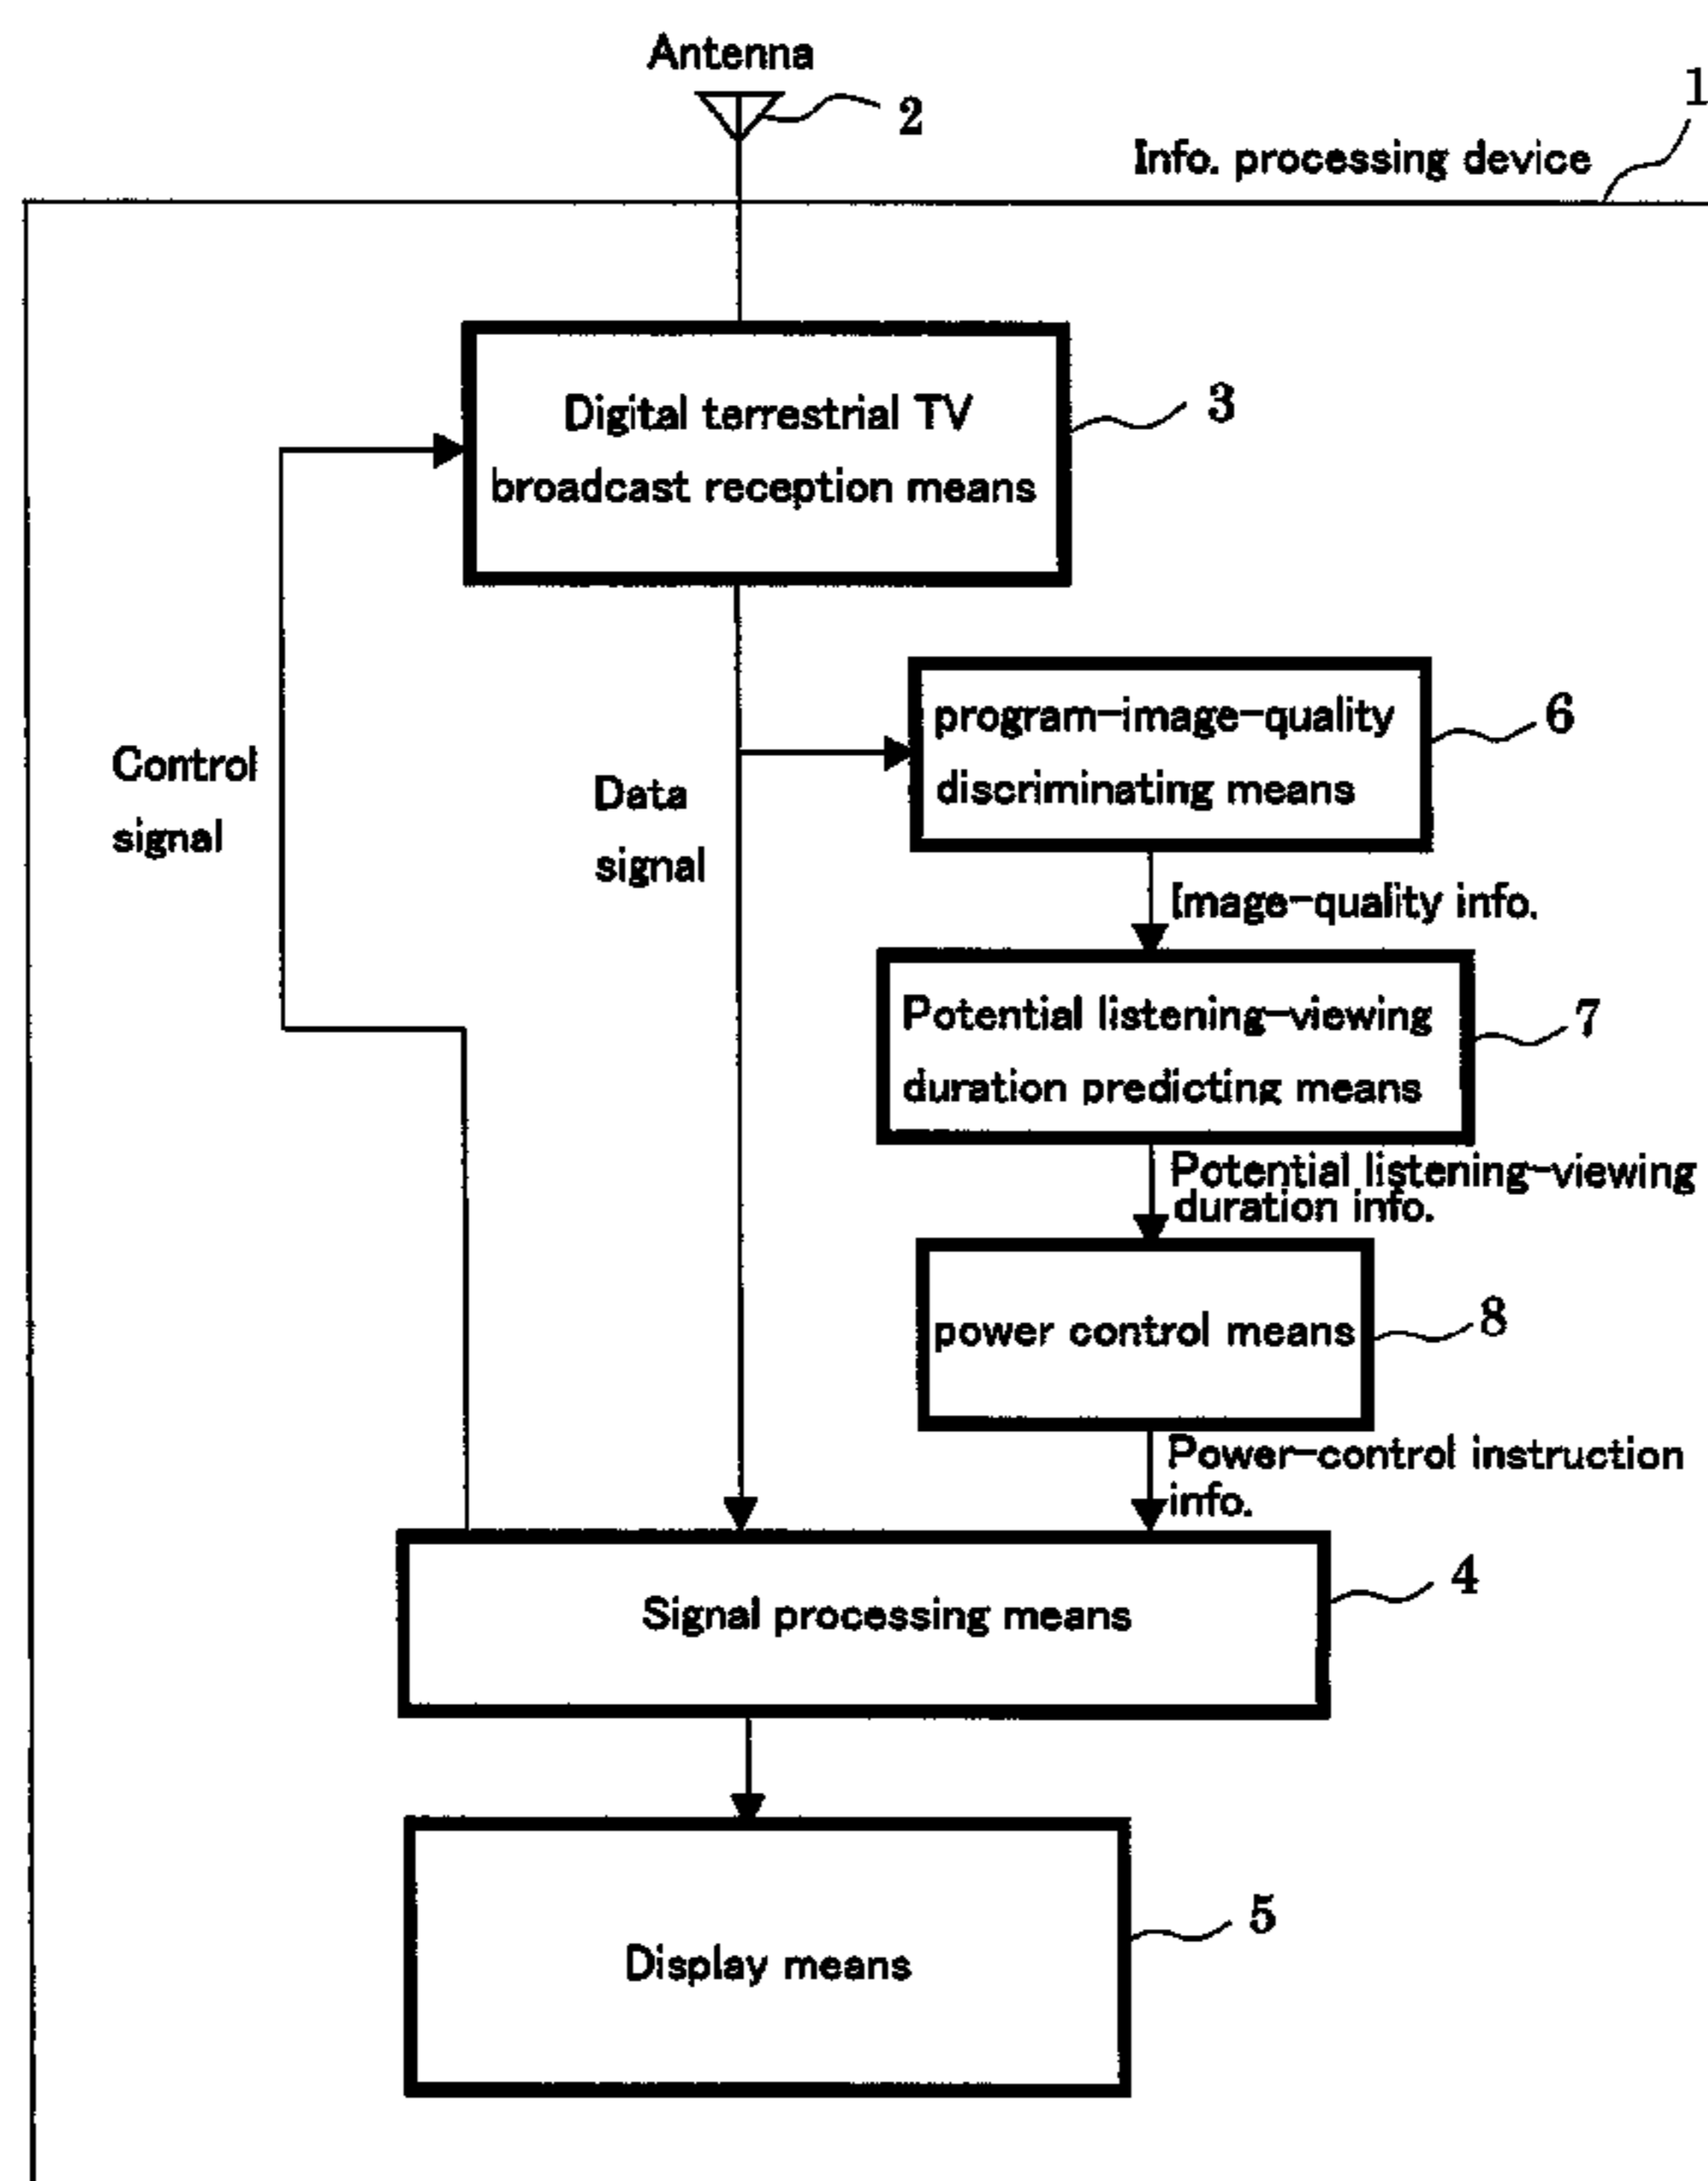 Antenna
2
1
Info. processing device
Digital terrestrial TV
broadcast reception means
3
program-image-quality
discriminating means
6
Control
signal
Data
signal
Image-quality info.
Potential listening-viewing
duration predicting means
7
Potential listening-viewing
duration info.
power control means
8
Power-control instruction
info.
Signal processing means
4
Display means
5